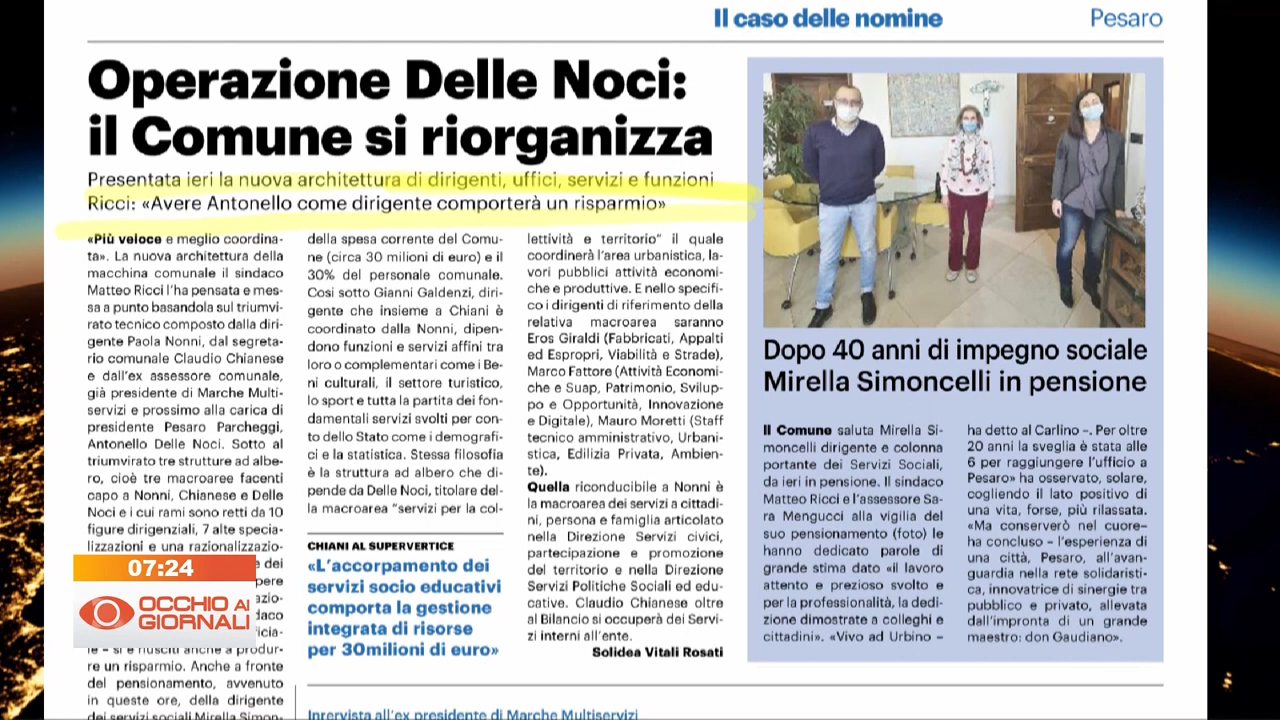 Il caso delle nomine
Pesaro
Operazione Delle Noci:
il Comune si riorganizza
Presentata ieri la nuova architettura di dirigenti, uffici, servizi e funzioni
Ricci: «Avere Antonello come dirigente comporterà un risparmio»
«Più veloce e meglio coordina-
ta». La nuova architettura della
macchina comunale il sindaco
Matteo Ricci l'ha pensata e mes-
sa a punto basandola sul triumvi-
rato tecnico composto dalla diri-
gente Paola Nonni, dal segreta-
rio comunale Claudio Chianese
e dall'ex assessore comunale,
già presidente di Marche Multi-
servizi e prossimo alla carica di
presidente Pesaro Parcheggi,
Antonello Delle Noci. Sotto al
triumvirato tre strutture ad albe-
ro, cioè tre macroaree facenti
capo a Nonni, Chianese e Delle
Noci e i cui rami sono retti da 10
figure dirigenziali, 7 alte specia-
lizzazioni e una razionalizzazio-
dei
pere
azio-
daco
ficia-
le – si è riusciti anche a produr-
re un risparmio. Anche a fronte
del pensionamento, avvenuto
in queste ore, della dirigente
dei servizi sociali Mirella Simon-
della spesa corrente del Comu-
ne (circa 30 milioni di euro) e il
30% del personale comunale.
Così sotto Gianni Galdenzi, diri-
gente che insieme a Chiani è
coordinato dalla Nonni, dipen-
dono funzioni e servizi affini tra
loro o complementari come i Be-
ni culturali, il settore turistico,
lo sport e tutta la partita dei fon-
damentali servizi svolti per con-
to dello Stato come i demografi-
ci e la statistica. Stessa filosofia
è la struttura ad albero che di-
pende da Delle Noci, titolare del-
la macroarea "servizi per la col-
CHIANI AL SUPERVERTICE
«L'accorpamento dei
servizi socio educativi
comporta la gestione
integrata di risorse
per 30milioni di euro»
lettività e territorio" il quale
coordinerà l'area urbanistica, la-
vori pubblici attività economi-
che e produttive. E nello specifi-
co i dirigenti di riferimento della
relativa macroarea saranno
Eros Giraldi (Fabbricati, Appalti
ed Espropri, Viabilità e Strade),
Marco Fattore (Attività Economi-
che e Suap, Patrimonio, Svilup-
po e Opportunità, Innovazione
e Digitale), Mauro Moretti (Staff
tecnico amministrativo, Urbani-
stica, Edilizia Privata, Ambien-
te).
Quella riconducibile a Nonni è
la macroarea dei servizi a cittadi-
ni, persona e famiglia articolato
nella Direzione Servizi civici,
partecipazione e promozione
del territorio e nella Direzione
Servizi Politiche Sociali ed edu-
cative. Claudio Chianese oltre
al Bilancio si occuperà dei Servi-
zi interni all'ente.
Solidea Vitali Rosati
Inrervista all'ex presidente di Marche Multiservizi
Dopo 40 anni di impegno sociale
Mirella Simoncelli in pensione
Il Comune saluta Mirella Si-
moncelli dirigente e colonna
portante dei Servizi Sociali,
da ieri in pensione. Il sindaco
Matteo Ricci e l'assessore Sa-
ra Mengucci alla vigilia del
suo pensionamento (foto) le
hanno dedicato parole di
grande stima dato «il lavoro
attento e prezioso svolto e
per la professionalità, la dedi-
zione dimostrate a colleghi e
cittadini». «Vivo ad Urbino –
ha detto al Carlino –. Per oltre
20 anni la sveglia è stata alle
6 per raggiungere l'ufficio a
Pesaro» ha osservato, solare,
cogliendo il lato positivo di
una vita, forse, più rilassata.
«Ma conserverò nel cuore–
ha concluso – l'esperienza di
una città, Pesaro, all'avan-
guardia nella rete solidaristi-
ca, innovatrice di sinergie tra
pubblico e privato, allevata
dall'impronta di un grande
maestro: don Gaudiano».
07:24
OCCHIO AI
GIORNALI